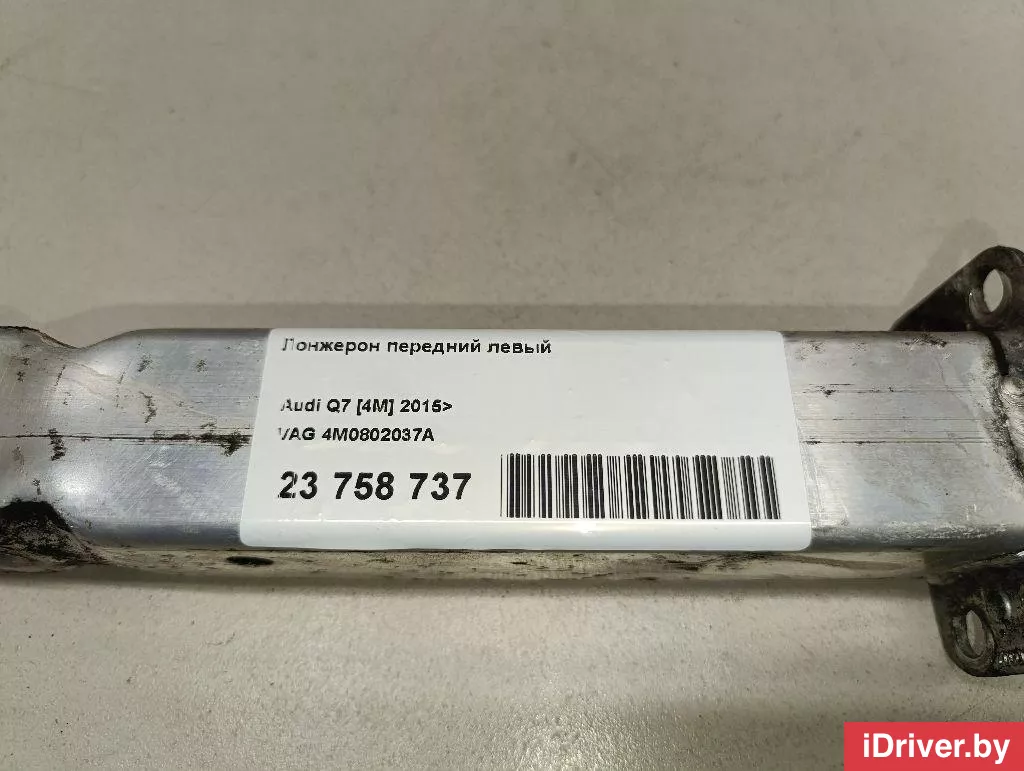 Лонжерон передний левый
Audi Q7 [4M] 2015>
VAG 4M0802037A
23 758 737
iDriver.by